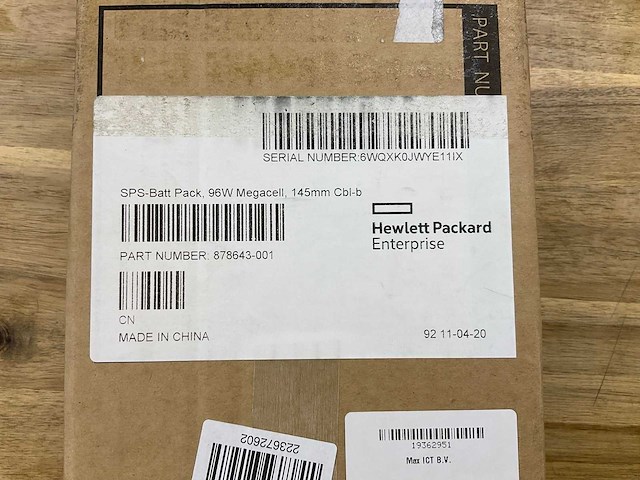 PART NU
SERIAL NUMBER:6WQXK0JWYE11IX
SPS-Batt Pack, 96W Megacell, 145mm Cbl-b
Hewlett Packard
Enterprise
PART NUMBER: 878643-001
CN
MADE IN CHINA
92 11-04-20
223672602
19362951
Max ICT B.V.